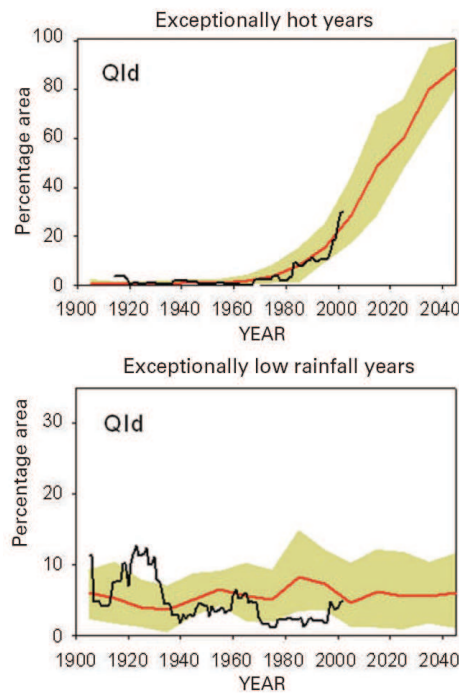 Exceptionally hot years
100
80
60
40
20
0
Qld
Percentage area
1900 1920 1940 1960 1980 2000 2020 2040
YEAR
Exceptionally low rainfall years
30
20
10
0
Qld
Percentage area
1900 1920 1940 1960 1980 2000 2020 2040
YEAR